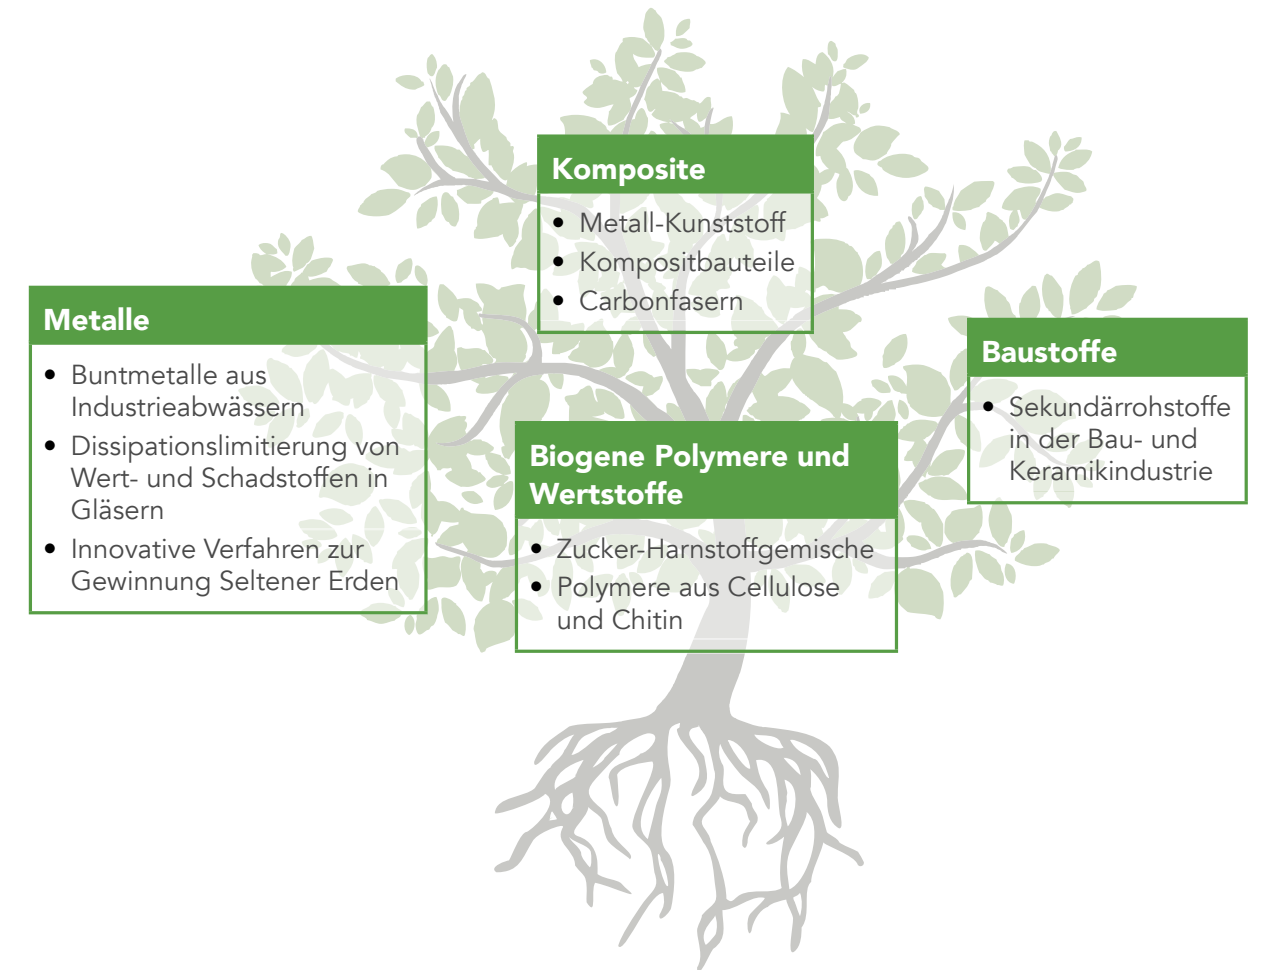 Komposite
• Metall-Kunststoff
• Kompositbauteile
• Carbonfasern
Metalle
• Buntmetalle aus
Industrieabwässern
• Dissipationslimitierung von
Wert- und Schadstoffen in
Gläsern
• Innovative Verfahren zur
Gewinnung Seltener Erden
Baustoffe
• Sekundärrohstoffe
in der Bau- und
Keramikindustrie
Biogene Polymere und
Wertstoffe
• Zucker-Harnstoffgemische
• Polymere aus Cellulose
und Chitin